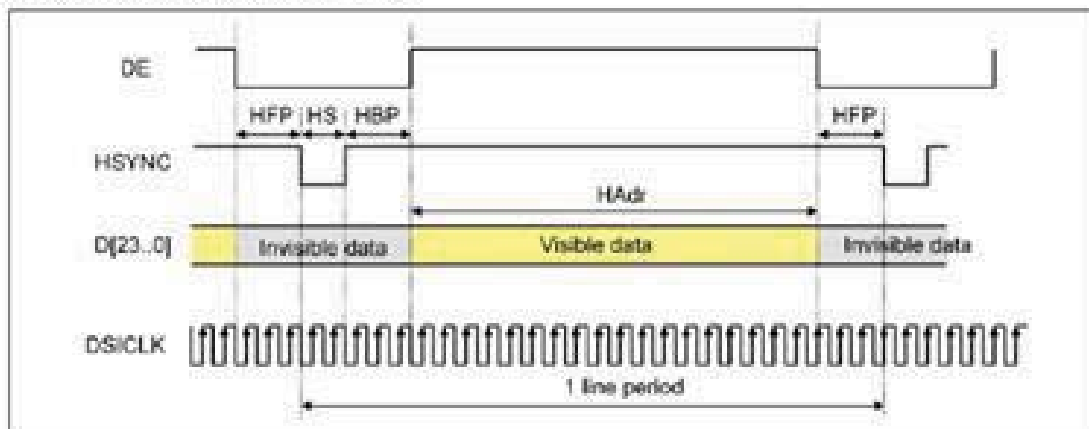 DE
HFP HS HBP HFP
HSYNC
HAdr
D[23..0] Invisible data Visible data Invisible data
DSICLK
1 line period